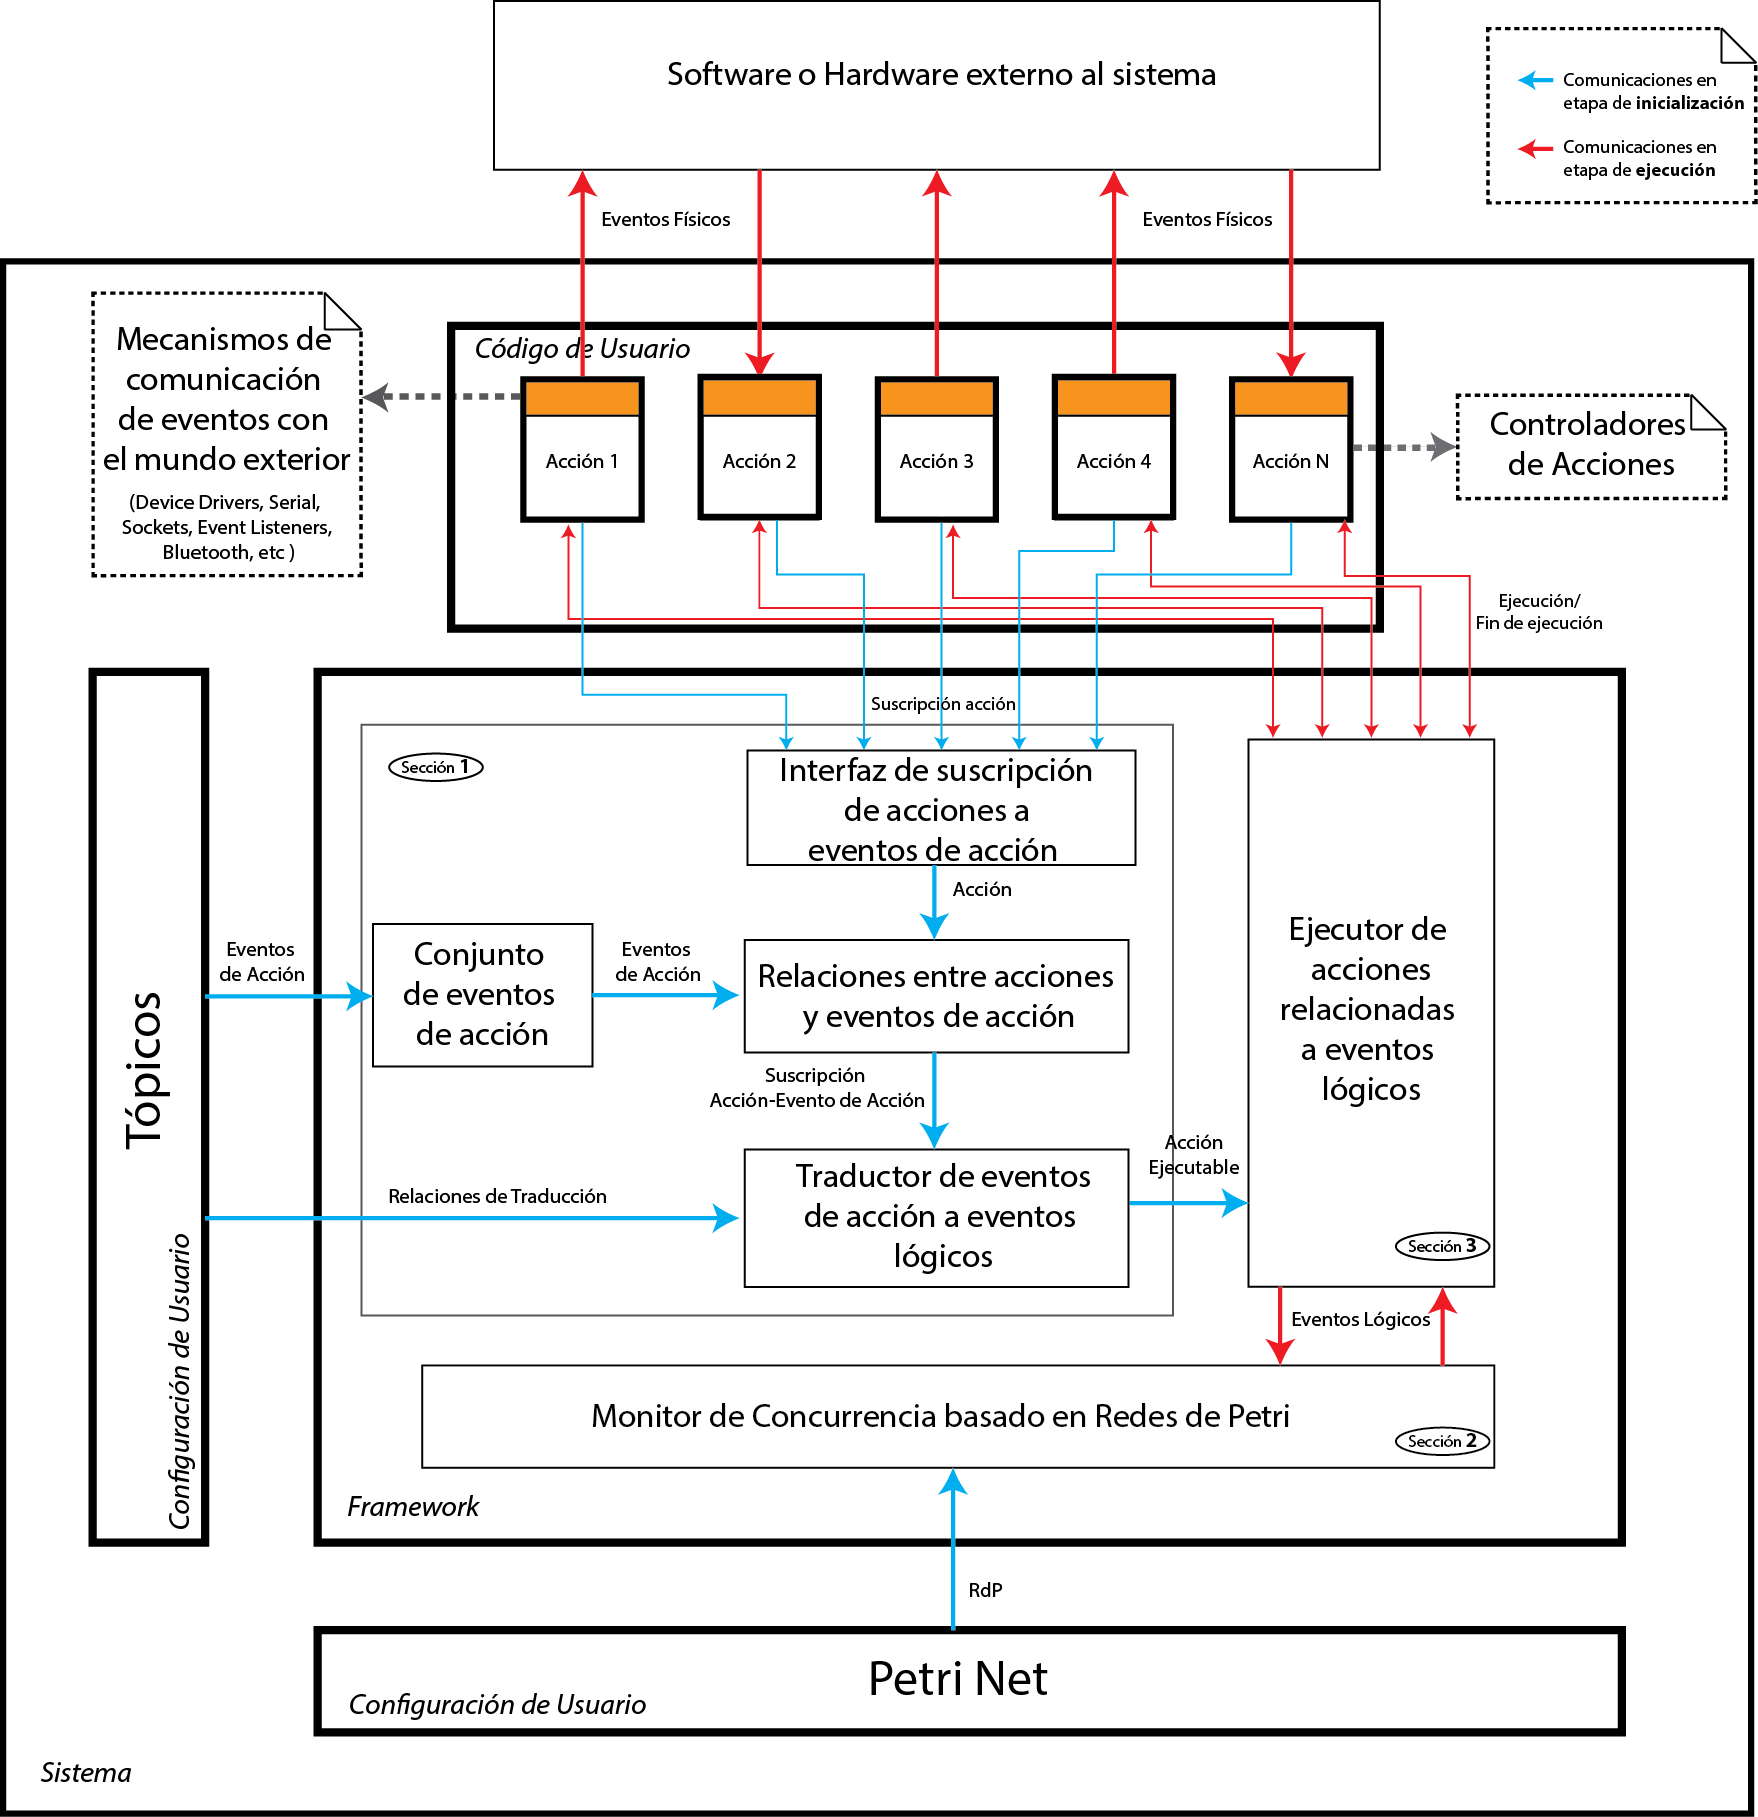 Software o Hardware externo al sistema
Comunicaciones en
etapa de inicialización
Comunicaciones en
etapa de ejecución
Eventos Físicos
Eventos Físicos
Mecanismos de
comunicación
de eventos con
el mundo exterior
(Device Drivers, Serial,
Sockets, Event Listeners,
Bluetooth, etc )
Código de Usuario
Acción 1
Acción 2
Acción 3
Acción 4
Acción N
Controladores
de Acciones
Ejecución/
Fin de ejecución
Suscripción acción
Sección 1
Interfaz de suscripción
de acciones a
eventos de acción
Acción
Eventos
de Acción
Conjunto
de eventos
de acción
Eventos
de Acción
Relaciones entre acciones
y eventos de acción
Ejecutor de
acciones
relacionadas
a eventos
lógicos
Tópicos
Configuración de Usuario
Suscripción
Acción-Evento de Acción
Relaciones de Traducción
Traductor de eventos
de acción a eventos
lógicos
Acción
Ejecutable
Sección 3
Eventos Lógicos
Monitor de Concurrencia basado en Redes de Petri
Sección 2
Framework
RdP
Petri Net
Configuración de Usuario
Sistema